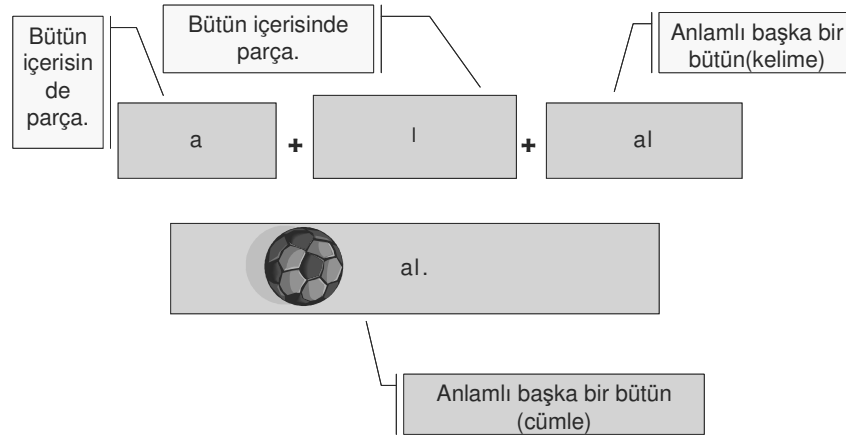 Bütün
içerisin
de
parça.
Bütün içerisinde
parça.
Anlamlı başka bir
bütün(kelime)
a + l + al
al.
Anlamlı başka bir bütün
(cümle)